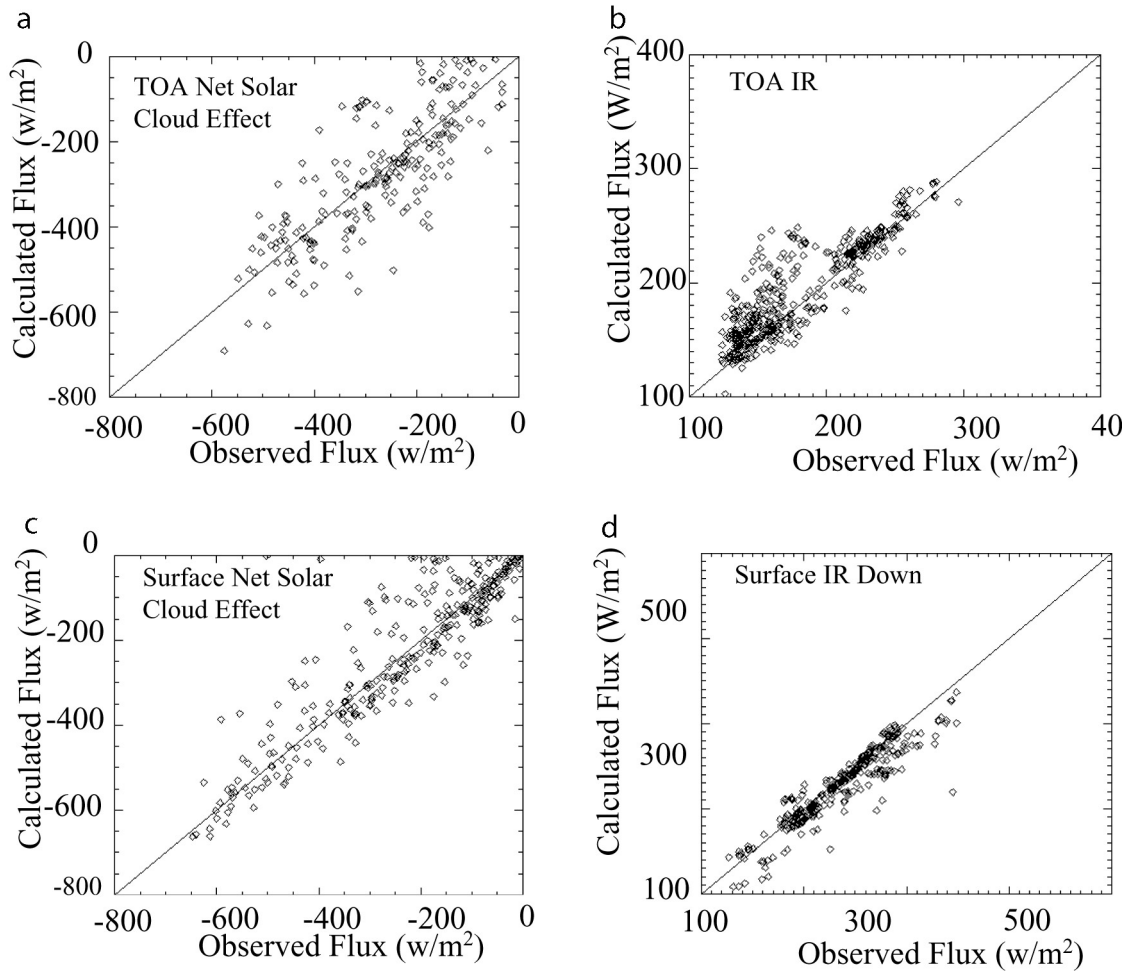 a
0
TOA Net Solar
Cloud Effect
-200
-400
-600
-800
Calculated Flux (w/m²)
-800 -600 -400 -200 0
Observed Flux (w/m²)
b
400
TOA IR
300
200
100
Calculated Flux (W/m²)
100 200 300 40
Observed Flux (w/m²)
c
0
Surface Net Solar
Cloud Effect
-200
-400
-600
-800
Calculated Flux (w/m²)
-800 -600 -400 -200 0
Observed Flux (w/m²)
d
Surface IR Down
500
300
100
Calculated Flux (W/m²)
100 300 500
Observed Flux (w/m²)